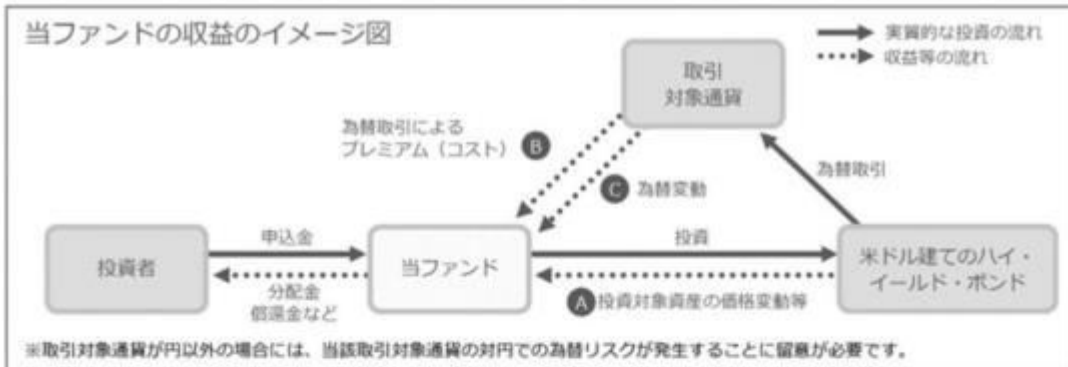 当ファンドの収益のイメージ図
実質的な投資の流れ
収益等の流れ
取引
対象通貨
為替取引による
プレミアム（コスト）
B
C
為替変動
為替取引
投資者
申込金
分配金
償還金など
当ファンド
投資
A
投資対象資産の価格変動等
米ドル建てのハイ・
イールド・ボンド
※取引対象通貨が円以外の場合には、当該取引対象通貨の対円での為替リスクが発生することに留意が必要です。